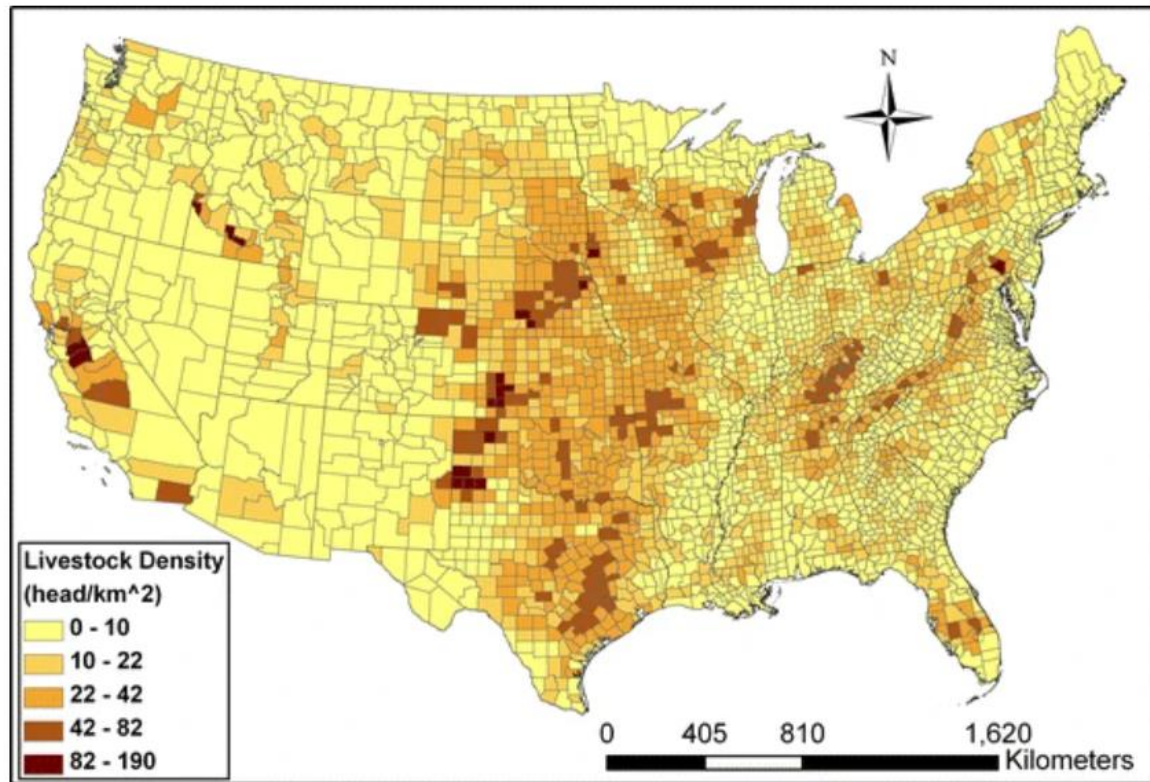 N
Livestock Density
(head/km^2)
0 - 10
10 - 22
22 - 42
42 - 82
82 - 190
0 405 810 1,620
Kilometers